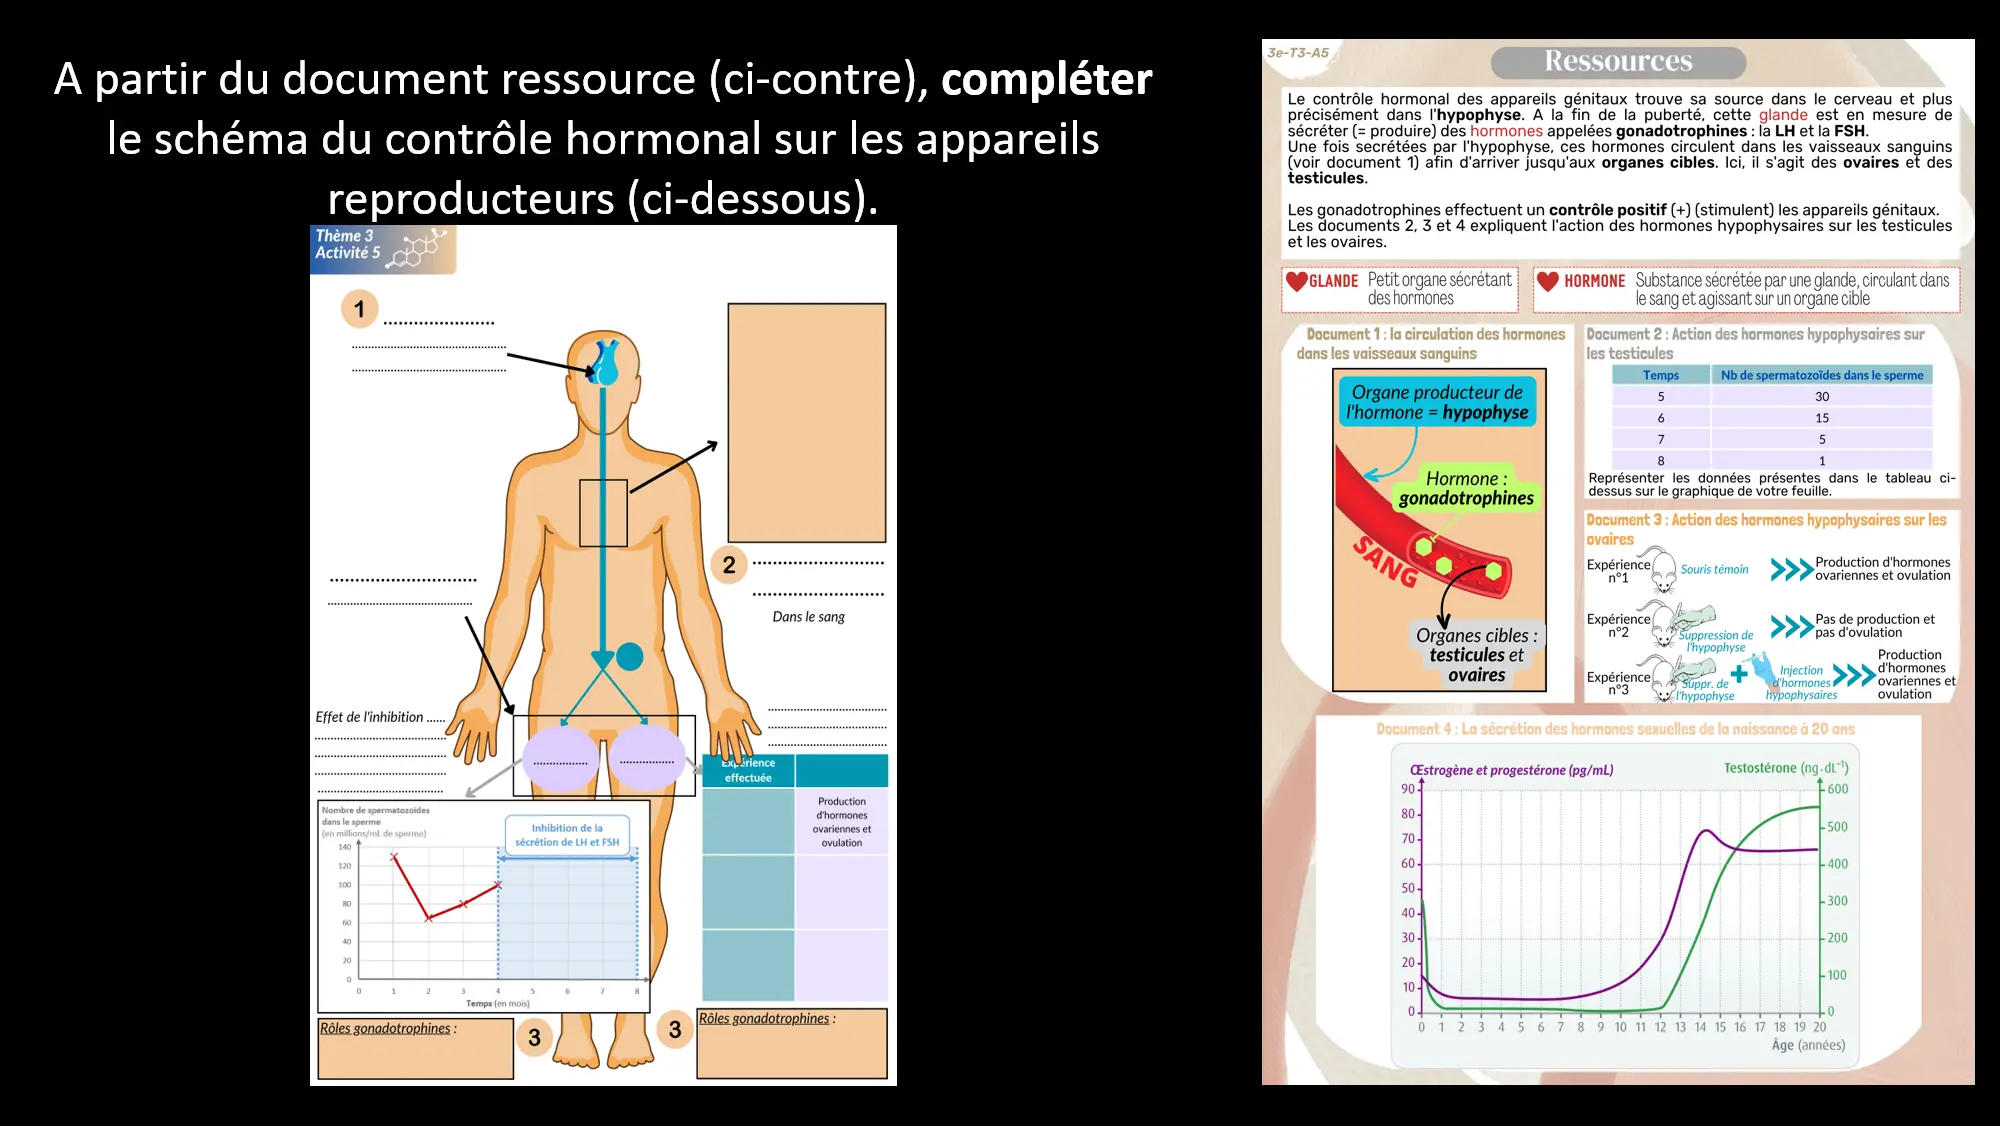 A partir du document ressource (ci-contre), compléter
le schéma du contrôle hormonal sur les appareils
reproducteurs (ci-dessous).
Thème 3
Activité 5
1
Dans le sang
2
Effet de l'inhibition ......
Expérience
effectuée
Production
d'hormones
ovariennes et
ovulation
Nombre de spermatozoïdes
dans le sperme
(en millions/mL de sperme)
Inhibition de la
sécrétion de LH et FSH
140
120
100
80
60
40
20
0
0 1 2 3 4 5 6 7 8
Temps (en mois)
Rôles gonadotrophines :
3
3
Rôles gonadotrophines :
3e-T3-A5
Ressources
Le contrôle hormonal des appareils génitaux trouve sa source dans le cerveau et plus
précisément dans l'hypophyse. A la fin de la puberté, cette glande est en mesure de
sécréter (= produire) des hormones appelées gonadotrophines : la LH et la FSH.
Une fois secrétées par l'hypophyse, ces hormones circulent dans les vaisseaux sanguins
(voir document 1) afin d'arriver jusqu'aux organes cibles. Ici, il s'agit des ovaires et des
testicules.
Les gonadotrophines effectuent un contrôle positif (+) (stimulent) les appareils génitaux.
Les documents 2, 3 et 4 expliquent l'action des hormones hypophysaires sur les testicules
et les ovaires.
GLANDE Petit organe sécrétant
des hormones
HORMONE Substance sécrétée par une glande, circulant dans
le sang et agissant sur un organe cible
Document 1 : la circulation des hormones
dans les vaisseaux sanguins
Organe producteur de
l'hormone = hypophyse
Hormone :
gonadotrophines
SANG
Organes cibles :
testicules et
ovaires
Document 2 : Action des hormones hypophysaires sur
les testicules
Temps Nb de spermatozoïdes dans le sperme
5 30
6 15
7 5
8 1
Représenter les données présentes dans le tableau ci-
dessus sur le graphique de votre feuille.
Document 3 : Action des hormones hypophysaires sur les
ovaires
Expérience
n°1
Souris témoin
Production d'hormones
ovariennes et ovulation
Expérience
n°2
Suppression de
l'hypophyse
Pas de production et
pas d'ovulation
Expérience
n°3
Suppr. de
l'hypophyse
+
Injection
d'hormones
hypophysaires
Production
d'hormones
ovariennes et
ovulation
Document 4 : La sécrétion des hormones sexuelles de la naissance à 20 ans
Œstrogène et progestérone (pg/mL)
Testostérone (ng·dL⁻¹)
90
80
70
60
50
40
30
20
10
0
600
500
400
300
200
100
0
0 1 2 3 4 5 6 7 8 9 10 11 12 13 14 15 16 17 18 19 20
Âge (années)